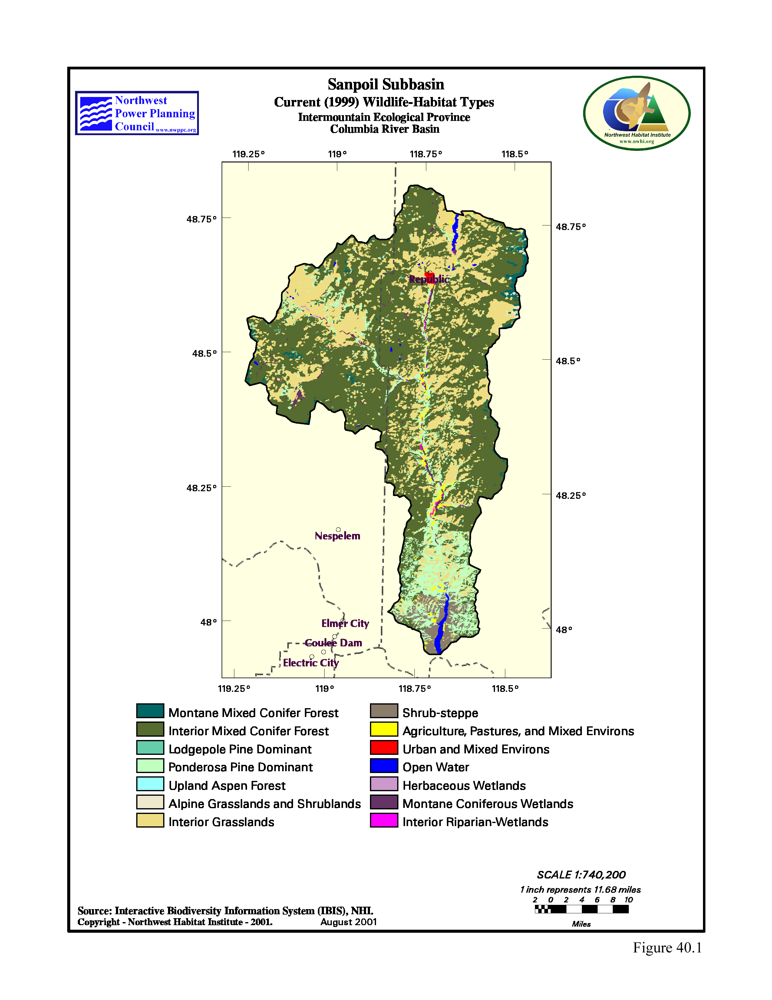 Sanpoil Subbasin
Current (1999) Wildlife-Habitat Types
Intermountain Ecological Province
Columbia River Basin
Northwest
Power Planning
Council www.nwppc.org
Northwest Habitat Institute
www.nwhi.org
119.25° 119° 118.75° 118.5°
48.75° 48.75°
Republic
48.5° 48.5°
48.25° 48.25°
Nespelem
48° 48°
Elmer City
Coulee Dam
Electric City
119.25° 119° 118.75° 118.5°
Montane Mixed Conifer Forest
Interior Mixed Conifer Forest
Lodgepole Pine Dominant
Ponderosa Pine Dominant
Upland Aspen Forest
Alpine Grasslands and Shrublands
Interior Grasslands
Shrub-steppe
Agriculture, Pastures, and Mixed Environs
Urban and Mixed Environs
Open Water
Herbaceous Wetlands
Montane Coniferous Wetlands
Interior Riparian-Wetlands
SCALE 1:740,200
1 inch represents 11.68 miles
2 0 2 4 6 8 10
Miles
Source: Interactive Biodiversity Information System (IBIS), NHI.
Copyright - Northwest Habitat Institute - 2001. August 2001
Figure 40.1